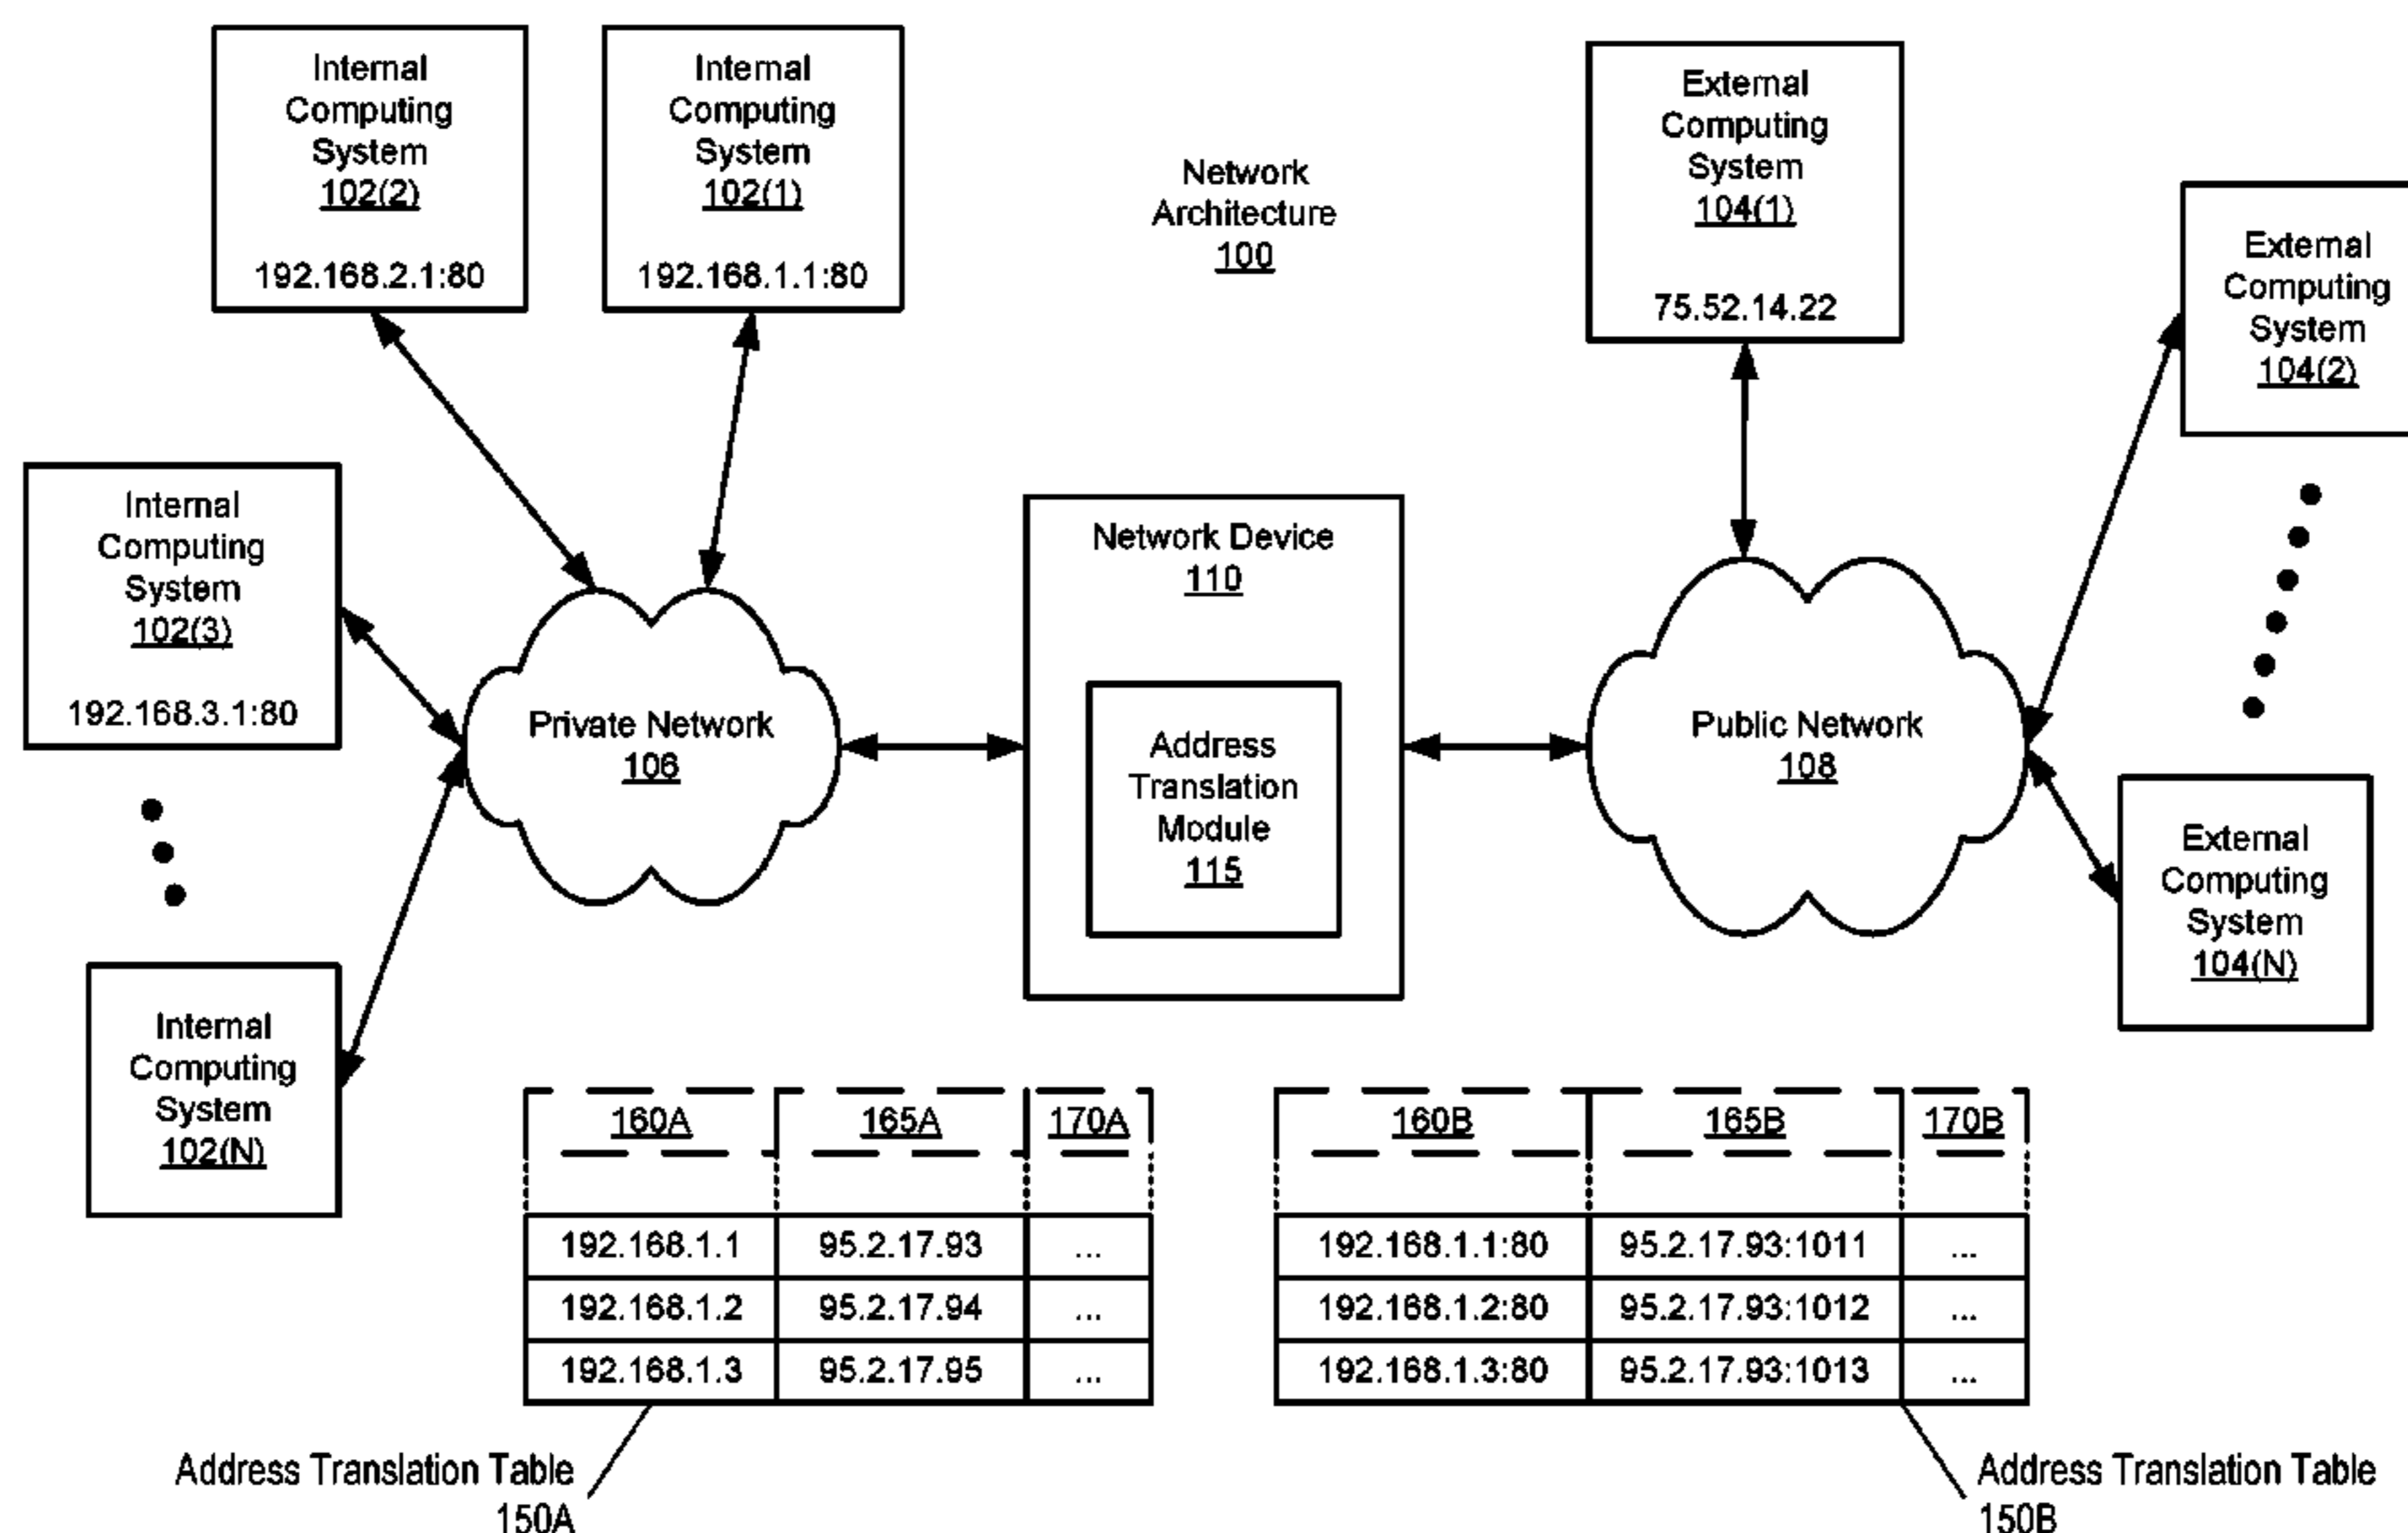 Internal
Computing
System
102(2)
192.168.2.1:80
Internal
Computing
System
102(1)
192.168.1.1:80
Network
Architecture
100
External
Computing
System
104(1)
75.52.14.22
External
Computing
System
104(2)
Internal
Computing
System
102(3)
192.168.3.1:80
Private Network
106
Network Device
110
Address
Translation
Module
115
Public Network
108
External
Computing
System
104(N)
Internal
Computing
System
102(N)
160A 165A 170A
192.168.1.1 95.2.17.93 ...
192.168.1.2 95.2.17.94 ...
192.168.1.3 95.2.17.95 ...
Address Translation Table
150A
160B 165B 170B
192.168.1.1:80 95.2.17.93:1011 ...
192.168.1.2:80 95.2.17.93:1012 ...
192.168.1.3:80 95.2.17.93:1013 ...
Address Translation Table
150B